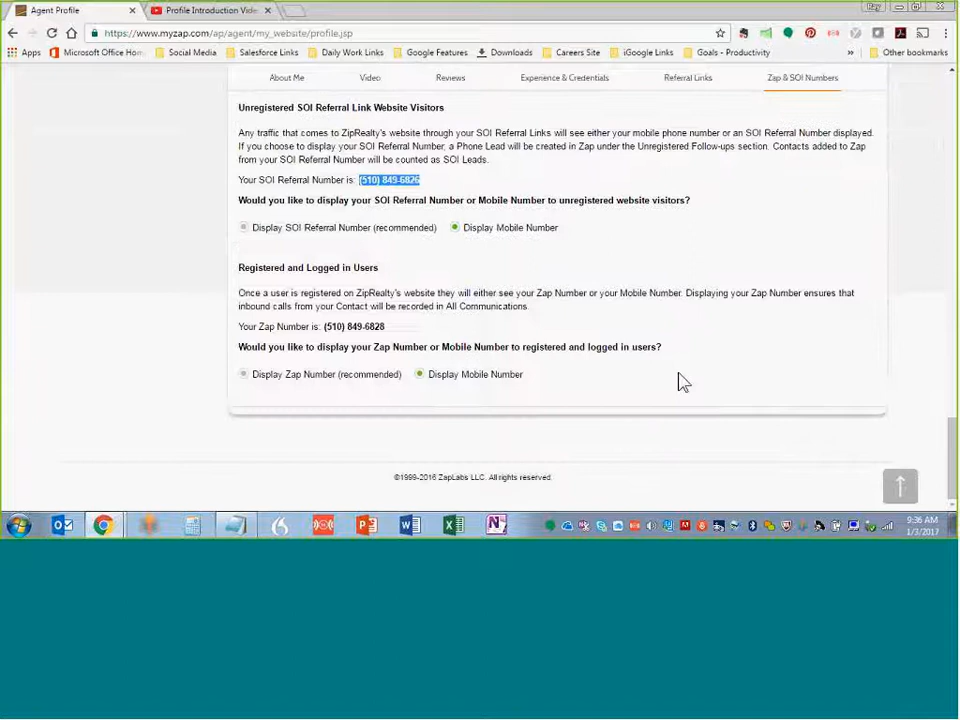 Agent Profile
Profile Introduction Vide
Ray
https://www.myzap.com/ap/agent/my_website/profile.jsp
Apps
Microsoft Office Hom
Social Media
Salesforce Links
Daily Work Links
Google Features
Downloads
Careers Site
iGoogle Links
Goals - Productivity
»
Other bookmarks
About Me
Video
Reviews
Experience & Credentials
Referral Links
Zap & SOI Numbers
Unregistered SOI Referral Link Website Visitors
Any traffic that comes to ZipRealty's website through your SOI Referral Links will see either your mobile phone number or an SOI Referral Number displayed.
If you choose to display your SOI Referral Number, a Phone Lead will be created in Zap under the Unregistered Follow-ups section. Contacts added to Zap
from your SOI Referral Number will be counted as SOI Leads.
Your SOI Referral Number is: (510) 849-6826
Would you like to display your SOI Referral Number or Mobile Number to unregistered website visitors?
Display SOI Referral Number (recommended)
Display Mobile Number
Registered and Logged in Users
Once a user is registered on ZipRealty's website they will either see your Zap Number or your Mobile Number. Displaying your Zap Number ensures that
inbound calls from your Contact will be recorded in All Communications.
Your Zap Number is: (510) 849-6828
Would you like to display your Zap Number or Mobile Number to registered and logged in users?
Display Zap Number (recommended)
Display Mobile Number
©1999-2016 ZapLabs LLC. All rights reserved
9:36 AM
1/3/2017